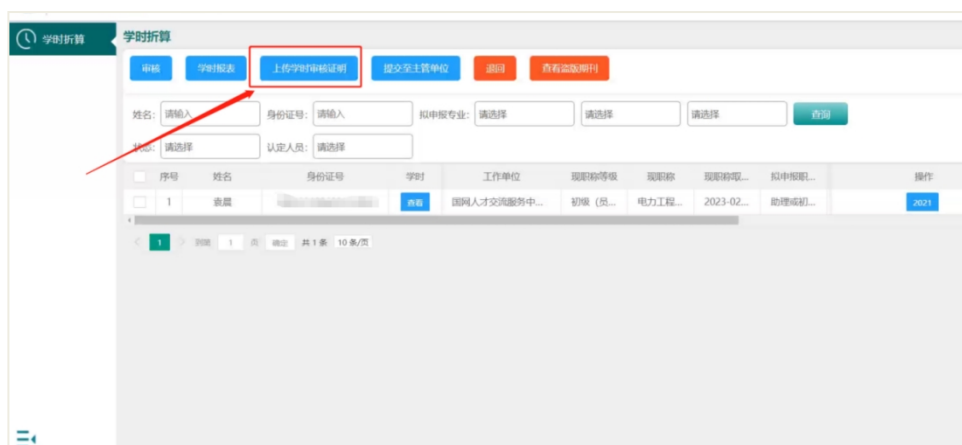 学时折算
学时折算
审核 学时报表 上传学时审核证明 提交至主管单位 退回 查看盗版期刊
姓名: 请输入 身份证号: 请输入 拟申报专业: 请选择 请选择 请选择 查询
状态: 请选择 认定人员: 请选择
序号 姓名 身份证号 学时 工作单位 现职称等级 现职称 现职称取... 拟申报职... 操作
1 袁晨 查看 国网人才交流服务中... 初级(员... 电力工程... 2023-02... 助理或初... 2021
1 到第 1 页 确定 共 1 条 10 条/页